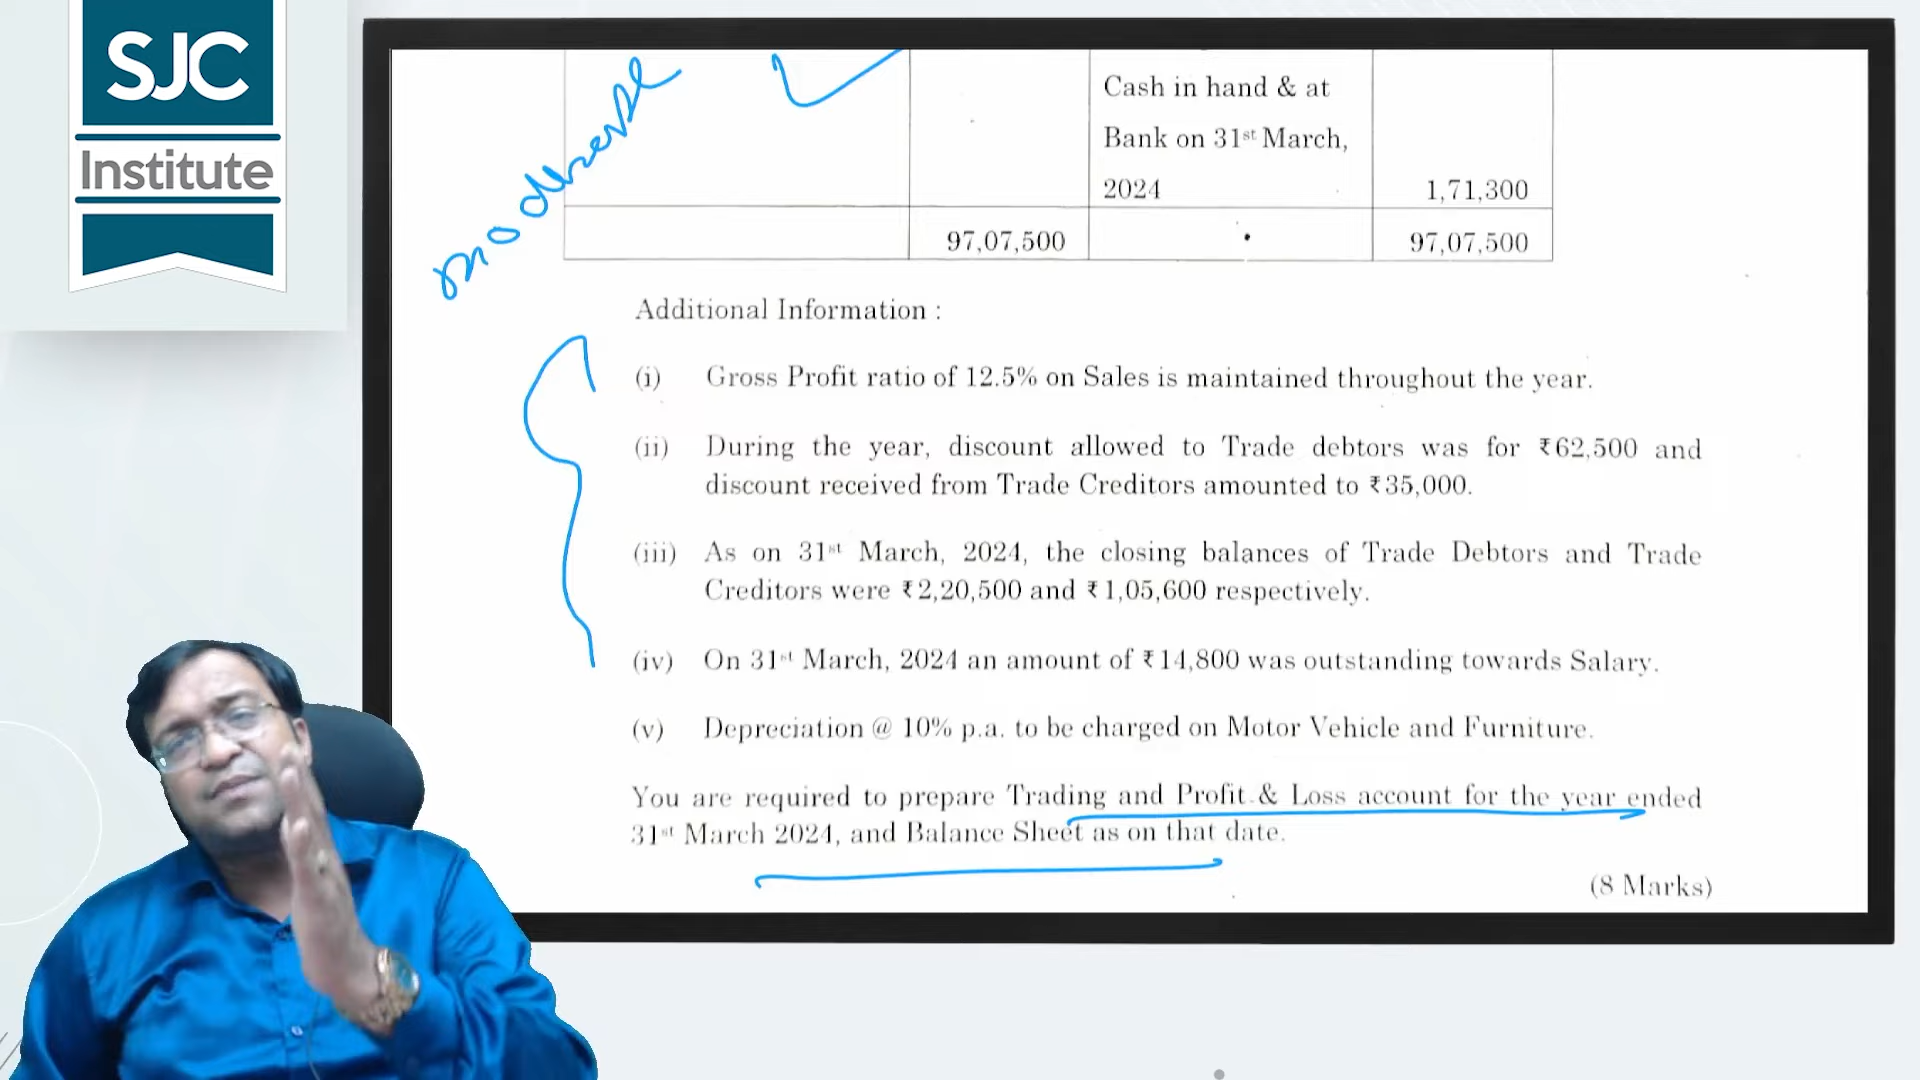 SJC
Institute
moderate
Cash in hand & at
Bank on 31st March,
2024 1,71,300
97,07,500 97,07,500
Additional Information :
(i) Gross Profit ratio of 12.5% on Sales is maintained throughout the year.
(ii) During the year, discount allowed to Trade debtors was for ₹62,500 and
discount received from Trade Creditors amounted to ₹35,000.
(iii) As on 31st March, 2024, the closing balances of Trade Debtors and Trade
Creditors were ₹2,20,500 and ₹1,05,600 respectively.
(iv) On 31st March, 2024 an amount of ₹14,800 was outstanding towards Salary.
(v) Depreciation @ 10% p.a. to be charged on Motor Vehicle and Furniture.
You are required to prepare Trading and Profit & Loss account for the year ended
31st March 2024, and Balance Sheet as on that date.
(8 Marks)